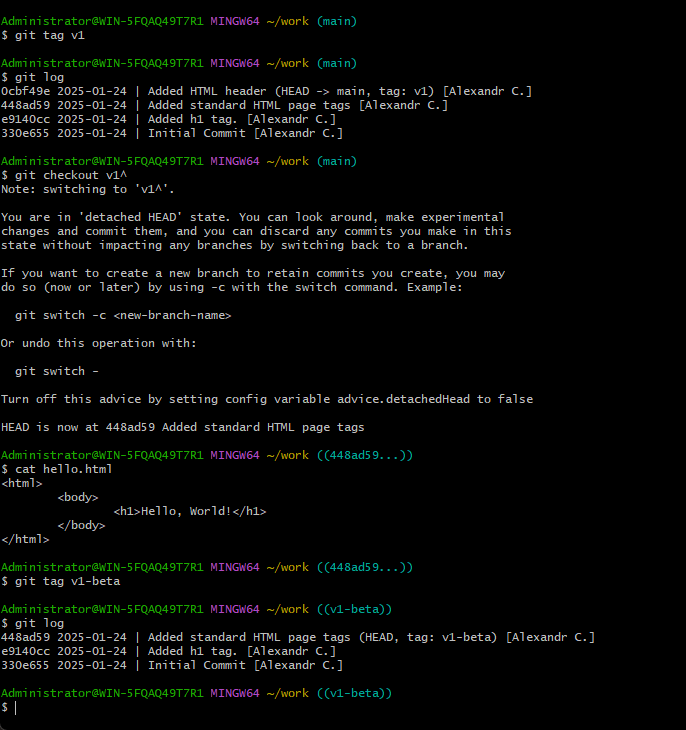 Administrator@WIN-5FQAQ49T7R1 MINGW64 ~/work (main)
$ git tag v1
Administrator@WIN-5FQAQ49T7R1 MINGW64 ~/work (main)
$ git log
0cbf49e 2025-01-24 | Added HTML header (HEAD -> main, tag: v1) [Alexandr C.]
448ad59 2025-01-24 | Added standard HTML page tags [Alexandr C.]
e9140cc 2025-01-24 | Added h1 tag. [Alexandr C.]
330e655 2025-01-24 | Initial Commit [Alexandr C.]
Administrator@WIN-5FQAQ49T7R1 MINGW64 ~/work (main)
$ git checkout v1^
Note: switching to 'v1^'.
You are in 'detached HEAD' state. You can look around, make experimental
changes and commit them, and you can discard any commits you make in this
state without impacting any branches by switching back to a branch.
If you want to create a new branch to retain commits you create, you may
do so (now or later) by using -c with the switch command. Example:
git switch -c <new-branch-name>
Or undo this operation with:
git switch -
Turn off this advice by setting config variable advice.detachedHead to false
HEAD is now at 448ad59 Added standard HTML page tags
Administrator@WIN-5FQAQ49T7R1 MINGW64 ~/work ((448ad59...))
$ cat hello.html
<html>
<body>
<h1>Hello, World!</h1>
</body>
</html>
Administrator@WIN-5FQAQ49T7R1 MINGW64 ~/work ((448ad59...))
$ git tag v1-beta
Administrator@WIN-5FQAQ49T7R1 MINGW64 ~/work ((v1-beta))
$ git log
448ad59 2025-01-24 | Added standard HTML page tags (HEAD, tag: v1-beta) [Alexandr C.]
e9140cc 2025-01-24 | Added h1 tag. [Alexandr C.]
330e655 2025-01-24 | Initial Commit [Alexandr C.]
Administrator@WIN-5FQAQ49T7R1 MINGW64 ~/work ((v1-beta))
$